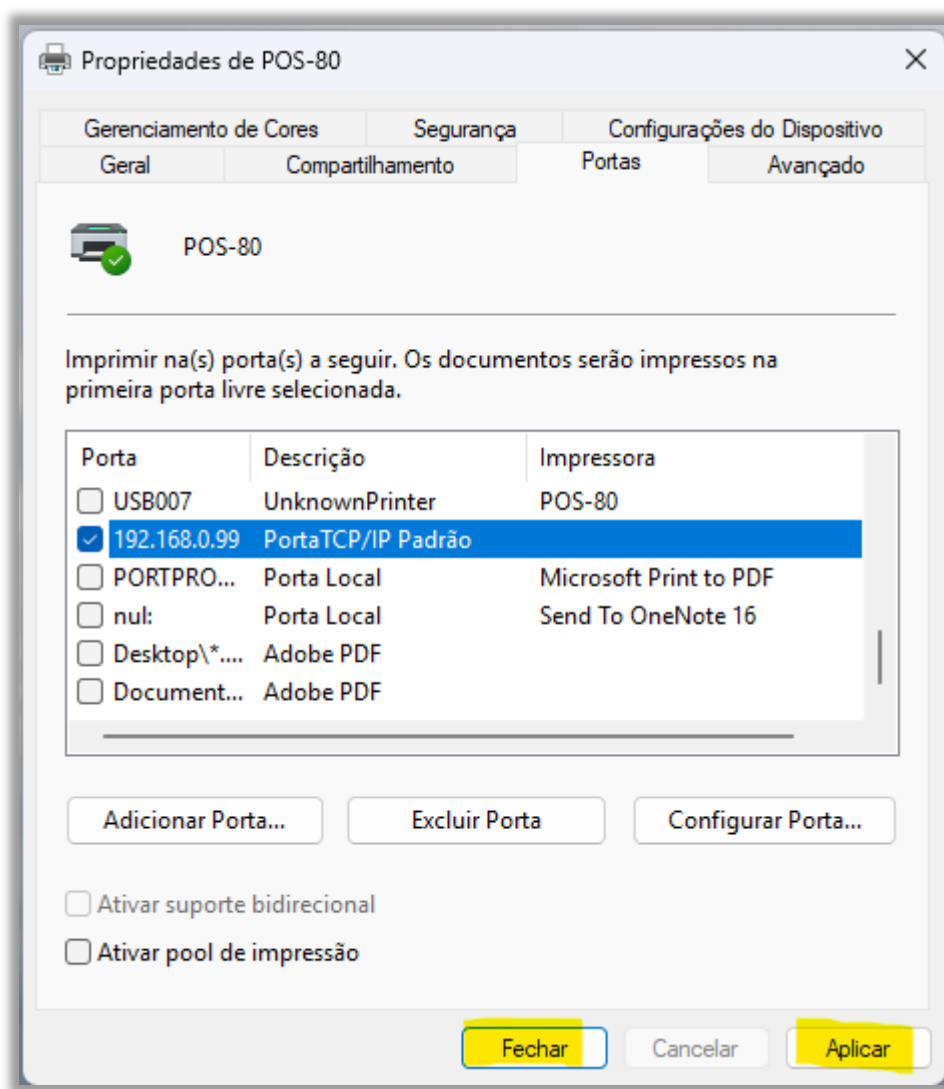 Propriedades de POS-80
Gerenciamento de Cores Segurança Configurações do Dispositivo
Geral Compartilhamento Portas Avançado
POS-80
Imprimir na(s) porta(s) a seguir. Os documentos serão impressos na
primeira porta livre selecionada.
Porta Descrição Impressora
USB007 UnknownPrinter POS-80
192.168.0.99 PortaTCP/IP Padrão
PORTPRO... Porta Local Microsoft Print to PDF
nul: Porta Local Send To OneNote 16
Desktop\*.... Adobe PDF
Document... Adobe PDF
Adicionar Porta... Excluir Porta Configurar Porta...
Ativar suporte bidirecional
Ativar pool de impressão
Fechar Cancelar Aplicar